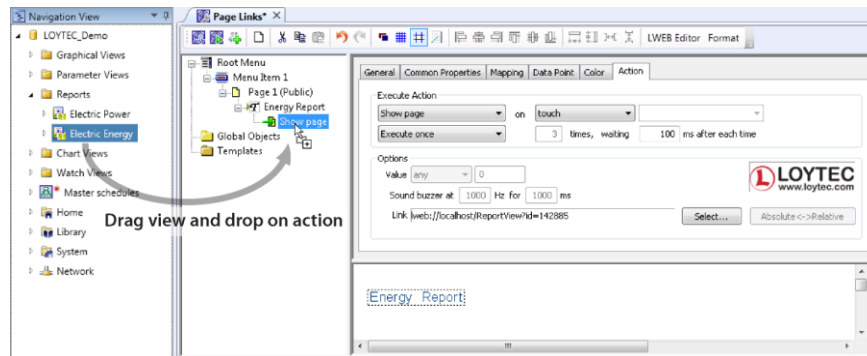 Navigation View
Page Links*
LOYTEC_Demo
Graphical Views
Parameter Views
Reports
Electric Power
Electric Energy
Chart Views
Watch Views
Master schedules
Home
Library
System
Network
LWEB Editor Format
Root Menu
Menu Item 1
Page 1 (Public)
Energy Report
Show page
Global Objects
Templates
Drag view and drop on action
General Common Properties Mapping Data Point Color Action
Execute Action
Show page on touch
Execute once 3 times, waiting 100 ms after each time
Options
Value any 0
Sound buzzer at 1000 Hz for 1000 ms
Link lweb://localhost/ReportView?id=142885 Select... Absolute<->Relative
LOYTEC
www.loytec.com
Energy Report